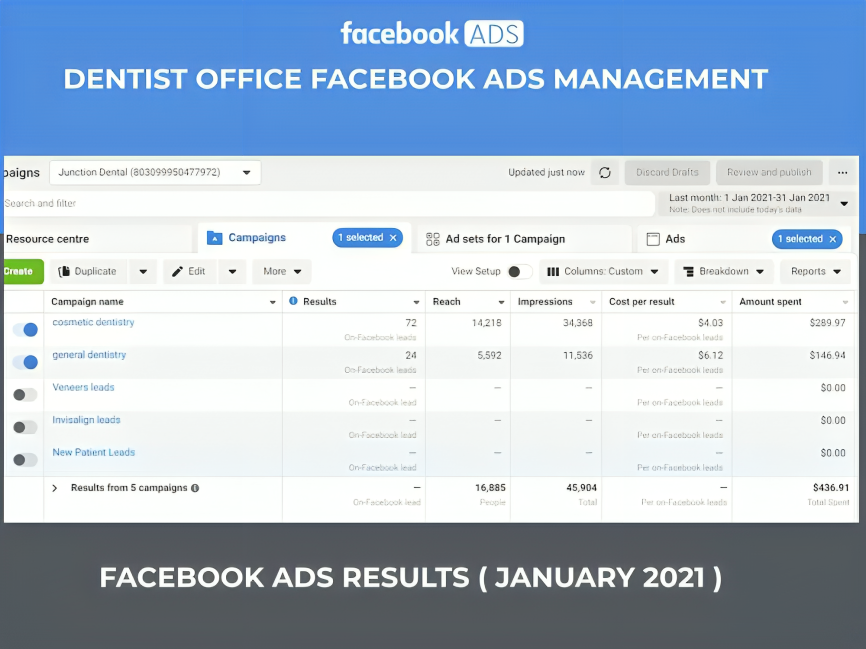 facebook ADS
DENTIST OFFICE FACEBOOK ADS MANAGEMENT
paigns Junction Dental (803099950477972) Updated just now Discard Drafts Review and publish ...
Search and filter Last month: 1 Jan 2021-31 Jan 2021
Note: Does not include today's data
Resource centre Campaigns 1 selected × Ad sets for 1 Campaign Ads 1 selected ×
Create Duplicate Edit More View Setup Columns: Custom Breakdown Reports
Campaign name Results Reach Impressions Cost per result Amount spent
cosmetic dentistry 72 14,218 34,368 $4.03 $289.97
On-Facebook leads Per on-Facebook leads
general dentistry 24 5,592 11,536 $6.12 $146.94
On-Facebook leads Per on-Facebook leads
Veneers leads — — — — $0.00
On-Facebook lead Per on-Facebook leads
Invisalign leads — — — — $0.00
On-Facebook lead Per on-Facebook leads
New Patient Leads — — — — $0.00
On-Facebook lead Per on-Facebook leads
Results from 5 campaigns — 16,885 45,904 — $436.91
On-Facebook lead People Total Per on-Facebook leads Total Spent
FACEBOOK ADS RESULTS ( JANUARY 2021 )